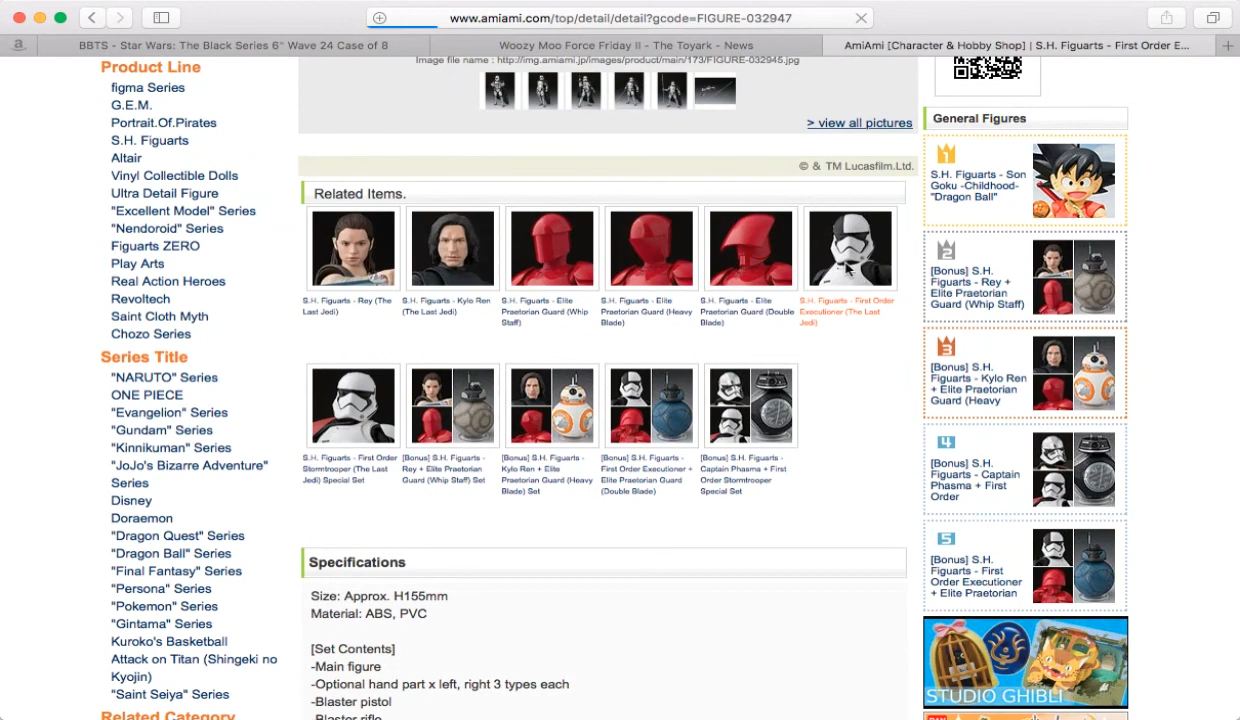 www.amiami.com/top/detail/detail?gcode=FIGURE-032947
BBTS - Star Wars: The Black Series 6" Wave 24 Case of 8
Woozy Moo Force Friday II - The Toyark - News
AmiAmi [Character & Hobby Shop] | S.H. Figuarts - First Order E...
Product Line
figma Series
G.E.M.
Portrait.Of.Pirates
S.H. Figuarts
Altair
Vinyl Collectible Dolls
Ultra Detail Figure
"Excellent Model" Series
"Nendoroid" Series
Figuarts ZERO
Play Arts
Real Action Heroes
Revoltech
Saint Cloth Myth
Chozo Series
Series Title
"NARUTO" Series
ONE PIECE
"Evangelion" Series
"Gundam" Series
"Kinnikuman" Series
"JoJo's Bizarre Adventure"
Series
Disney
Doraemon
"Dragon Quest" Series
"Dragon Ball" Series
"Final Fantasy" Series
"Persona" Series
"Pokemon" Series
"Gintama" Series
Kuroko's Basketball
Attack on Titan (Shingeki no
Kyojin)
"Saint Seiya" Series
Related Category
Image file name : http://img.amiami.jp/images/product/main/173/FIGURE-032945.jpg
> view all pictures
© & TM Lucasfilm.Ltd.
Related Items.
S.H. Figuarts - Rey (The
Last Jedi)
S.H. Figuarts - Kylo Ren
(The Last Jedi)
S.H. Figuarts - Elite
Praetorian Guard (Whip
Staff)
S.H. Figuarts - Elite
Praetorian Guard (Heavy
Blade)
S.H. Figuarts - Elite
Praetorian Guard (Double
Blade)
S.H. Figuarts - First Order
Executioner (The Last
Jedi)
S.H. Figuarts - First Order
Stormtrooper (The Last
Jedi) Special Set
[Bonus] S.H. Figuarts -
Rey + Elite Praetorian
Guard (Whip Staff) Set
[Bonus] S.H. Figuarts -
Kylo Ren + Elite
Praetorian Guard (Heavy
Blade) Set
[Bonus] S.H. Figuarts -
First Order Executioner +
Elite Praetorian Guard
(Double Blade)
[Bonus] S.H. Figuarts -
Captain Phasma + First
Order Stormtrooper
Special Set
Specifications
Size: Approx. H155mm
Material: ABS, PVC
[Set Contents]
-Main figure
-Optional hand part x left, right 3 types each
-Blaster pistol
-Blaster rifle
General Figures
1
S.H. Figuarts - Son
Goku -Childhood-
"Dragon Ball"
2
[Bonus] S.H.
Figuarts - Rey +
Elite Praetorian
Guard (Whip Staff)
3
[Bonus] S.H.
Figuarts - Kylo Ren
+ Elite Praetorian
Guard (Heavy
4
[Bonus] S.H.
Figuarts - Captain
Phasma + First
Order
5
[Bonus] S.H.
Figuarts - First
Order Executioner
+ Elite Praetorian
STUDIO GHIBLI